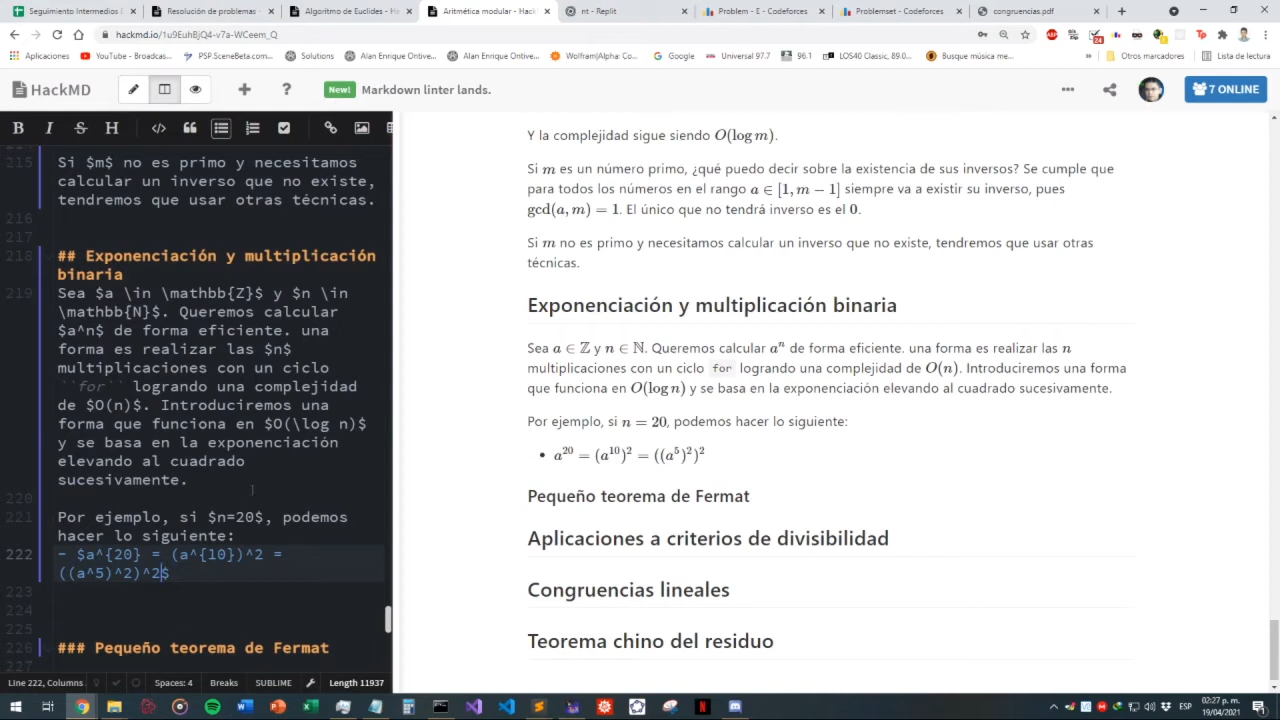 Seguimiento Intermedios E
Resolución de problemas -
Algoritmo de Euclides - He
Aritmética modular - Hack
nt - Replit
Problem - E - Codeforces
Problemset - Codeforces
congruencias.pdf
hackmd.io/1u9EuhBjQ4-v7a-WCeem_Q
24
Aplicaciones
YouTube - Broadcas...
PSP.SceneBeta.com...
Solutions
Alan Enrique Ontive...
Alan Enrique Ontive...
Wolfram|Alpha: Co...
Google
Universal 97.7
96.1
LOS40 Classic, 89.0...
Busque música me...
»
Otros marcadores
Lista de lectura
HackMD
New!
Markdown linter lands.
7 ONLINE
215 Si $m$ no es primo y necesitamos
calcular un inverso que no existe,
tendremos que usar otras técnicas.
216
217
218 ## Exponenciación y multiplicación
binaria
219 Sea $a \in \mathbb{Z}$ y $n \in
\mathbb{N}$. Queremos calcular
$a^n$ de forma eficiente. una
forma es realizar las $n$
multiplicaciones con un ciclo
```for``` logrando una complejidad
de $O(n)$. Introduciremos una
forma que funciona en $O(\log n)$
y se basa en la exponenciación
elevando al cuadrado
sucesivamente.
220
221 Por ejemplo, si $n=20$, podemos
hacer lo siguiente:
222 - $a^{20} = (a^{10})^2 =
((a^5)^2)^2$
223
224
225
226 ### Pequeño teorema de Fermat
227
Line 222, Columns
Spaces: 4
Breaks
SUBLIME
Length 11937
Y la complejidad sigue siendo O(log m).
Si m es un número primo, ¿qué puedo decir sobre la existencia de sus inversos? Se cumple que
para todos los números en el rango a ∈ [1, m − 1] siempre va a existir su inverso, pues
gcd(a, m) = 1. El único que no tendrá inverso es el 0.
Si m no es primo y necesitamos calcular un inverso que no existe, tendremos que usar otras
técnicas.
Exponenciación y multiplicación binaria
Sea a ∈ ℤ y n ∈ ℕ. Queremos calcular aⁿ de forma eficiente. una forma es realizar las n
multiplicaciones con un ciclo for logrando una complejidad de O(n). Introduciremos una forma
que funciona en O(log n) y se basa en la exponenciación elevando al cuadrado sucesivamente.
Por ejemplo, si n = 20, podemos hacer lo siguiente:
• a²⁰ = (a¹⁰)² = ((a⁵)²)²
Pequeño teorema de Fermat
Aplicaciones a criterios de divisibilidad
Congruencias lineales
Teorema chino del residuo
ESP
02:27 p. m.
19/04/2021